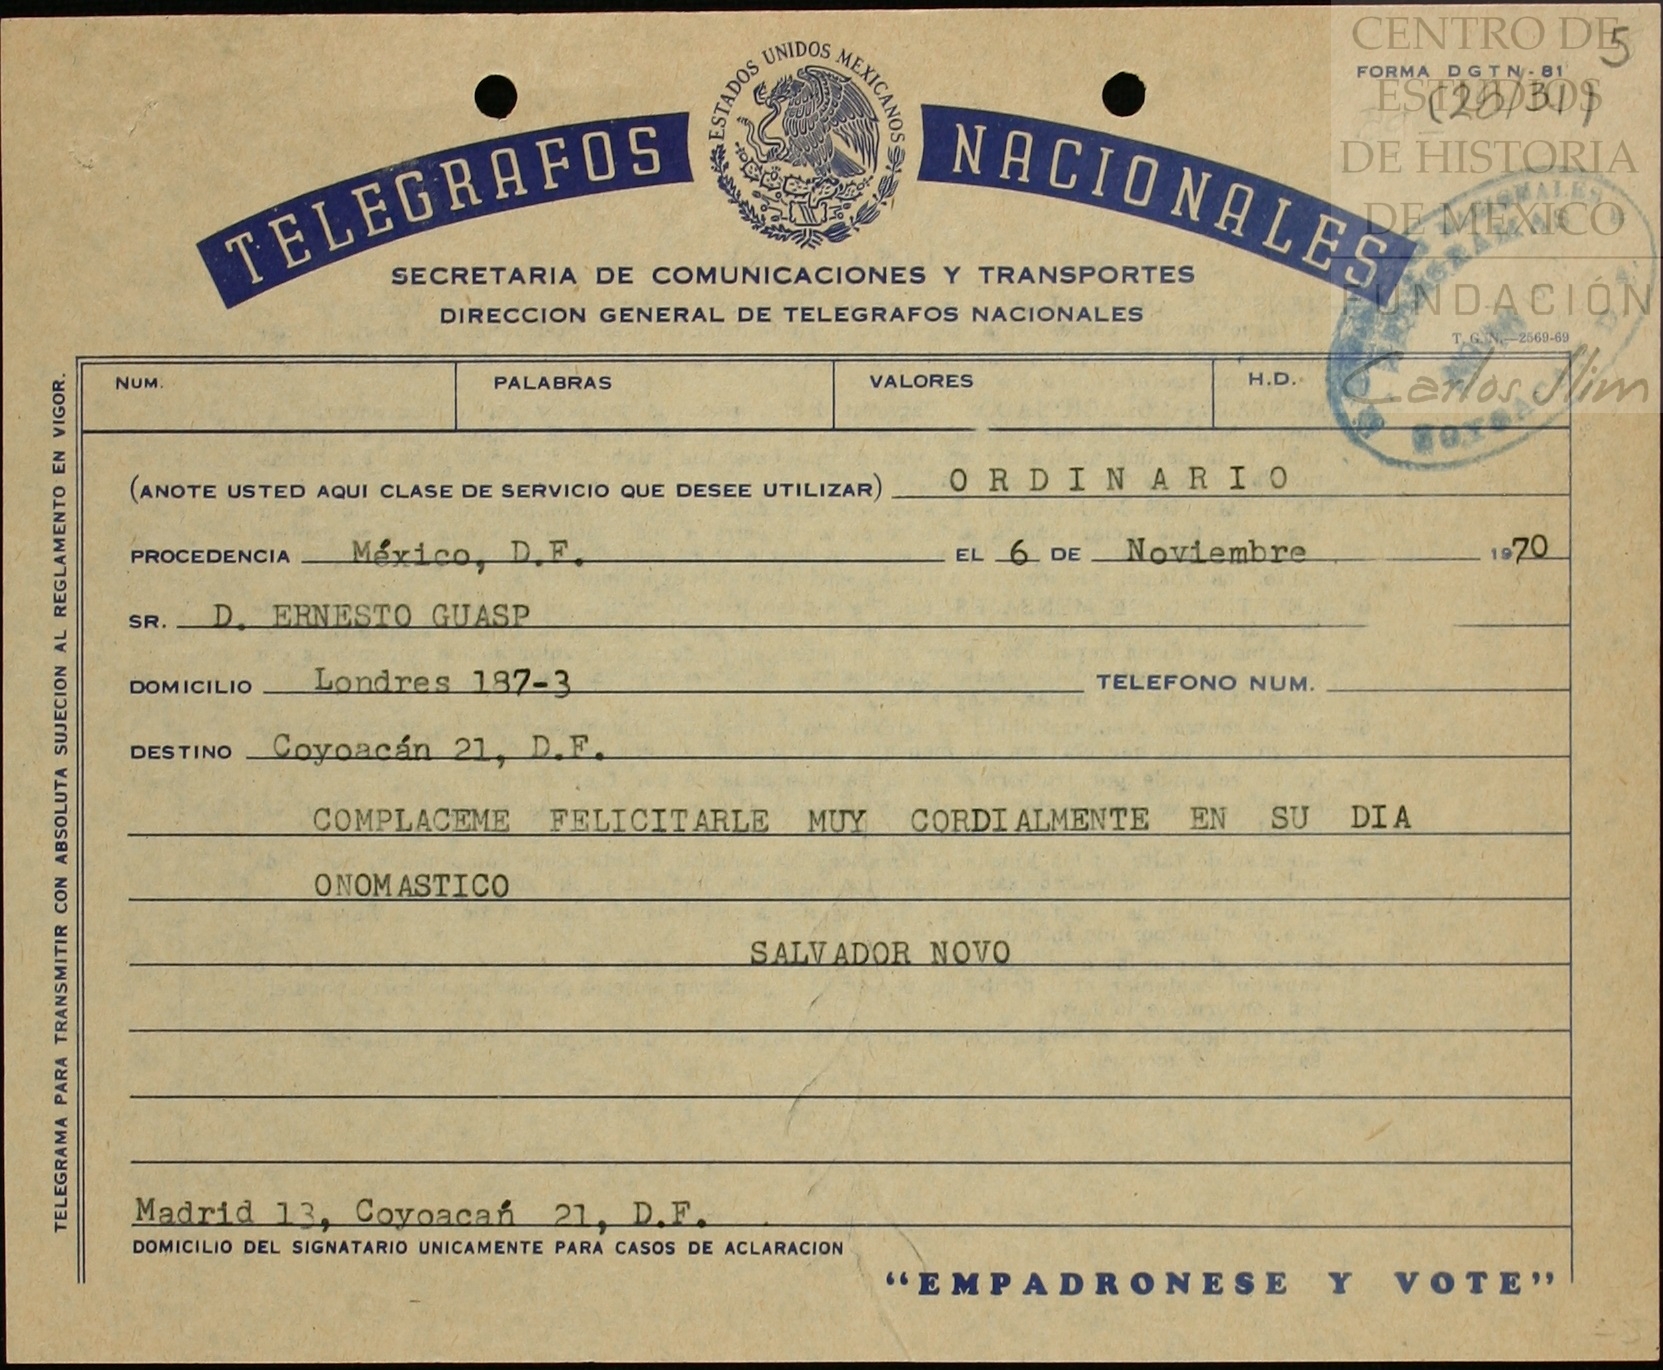 CENTRO DE
ESTUDIOS
DE HISTORIA
DE MÉXICO
FUNDACIÓN
Carlos Slim
5
FORMA DGTN-81
(20/31)
ESTADOS UNIDOS MEXICANOS
TELEGRAFOS NACIONALES
SECRETARIA DE COMUNICACIONES Y TRANSPORTES
DIRECCION GENERAL DE TELEGRAFOS NACIONALES
T. G. N.—2569-69
NUM. PALABRAS VALORES H.D.
(ANOTE USTED AQUI CLASE DE SERVICIO QUE DESEE UTILIZAR) ORDINARIO
PROCEDENCIA México, D.F. EL 6 DE Noviembre 1970
SR. D. ERNESTO GUASP
DOMICILIO Londres 187-3 TELEFONO NUM.
DESTINO Coyoacán 21, D.F.
COMPLACEME FELICITARLE MUY CORDIALMENTE EN SU DIA
ONOMASTICO
SALVADOR NOVO
Madrid 13, Coyoacań 21, D.F.
DOMICILIO DEL SIGNATARIO UNICAMENTE PARA CASOS DE ACLARACION
"EMPADRONESE Y VOTE"
TELEGRAMA PARA TRANSMITIR CON ABSOLUTA SUJECION AL REGLAMENTO EN VIGOR.